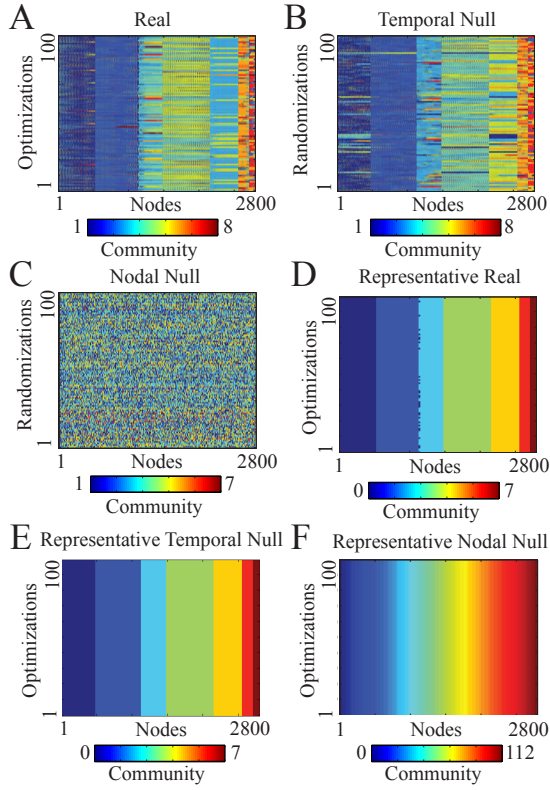 A Real
Optimizations
100
1
1 Nodes 2800
1 8
Community
B Temporal Null
Randomizations
100
1
1 Nodes 2800
1 8
Community
C Nodal Null
Randomizations
100
1
1 Nodes 2800
1 7
Community
D Representative Real
Optimizations
100
1
1 Nodes 2800
0 7
Community
E Representative Temporal Null
Optimizations
100
1
1 Nodes 2800
0 7
Community
F Representative Nodal Null
Optimizations
100
1
1 Nodes 2800
0 112
Community